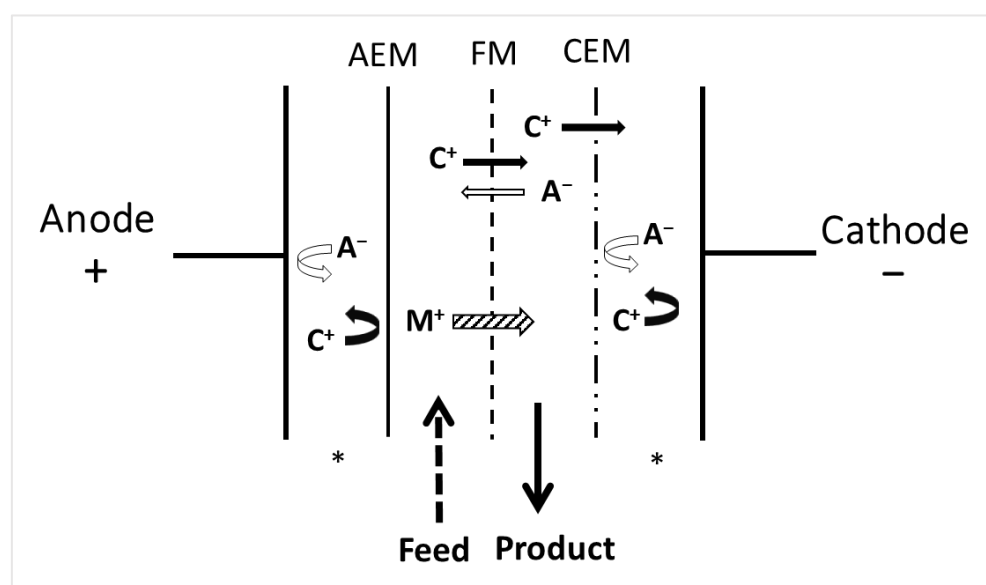 AEM FM CEM
C⁺
C⁺
A⁻
Anode
+
A⁻
A⁻
Cathode
−
C⁺
M⁺
C⁺
*
*
Feed Product